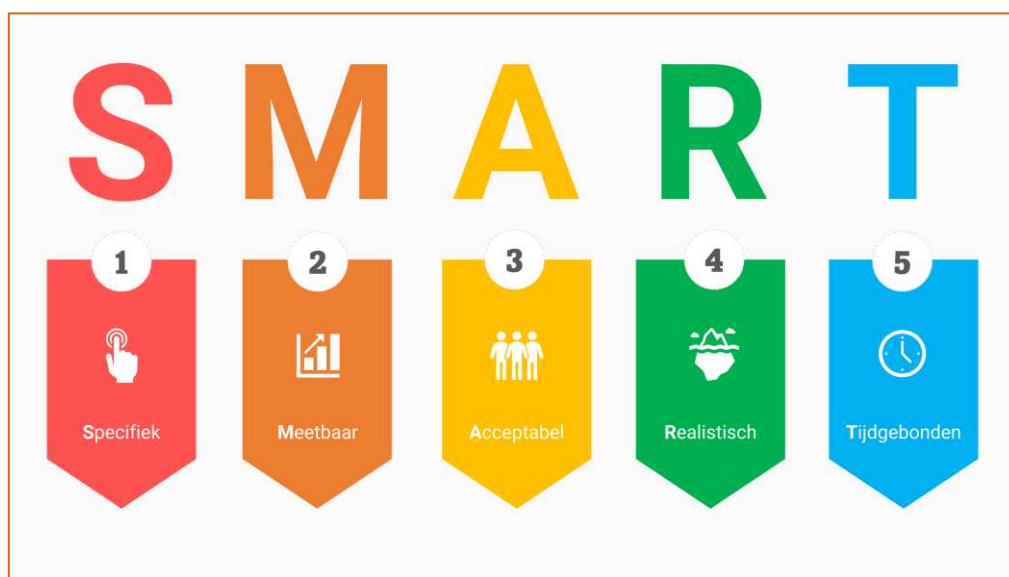 S M A R T
1 2 3 4 5
Specifiek Meetbaar Acceptabel Realistisch Tijdgebonden